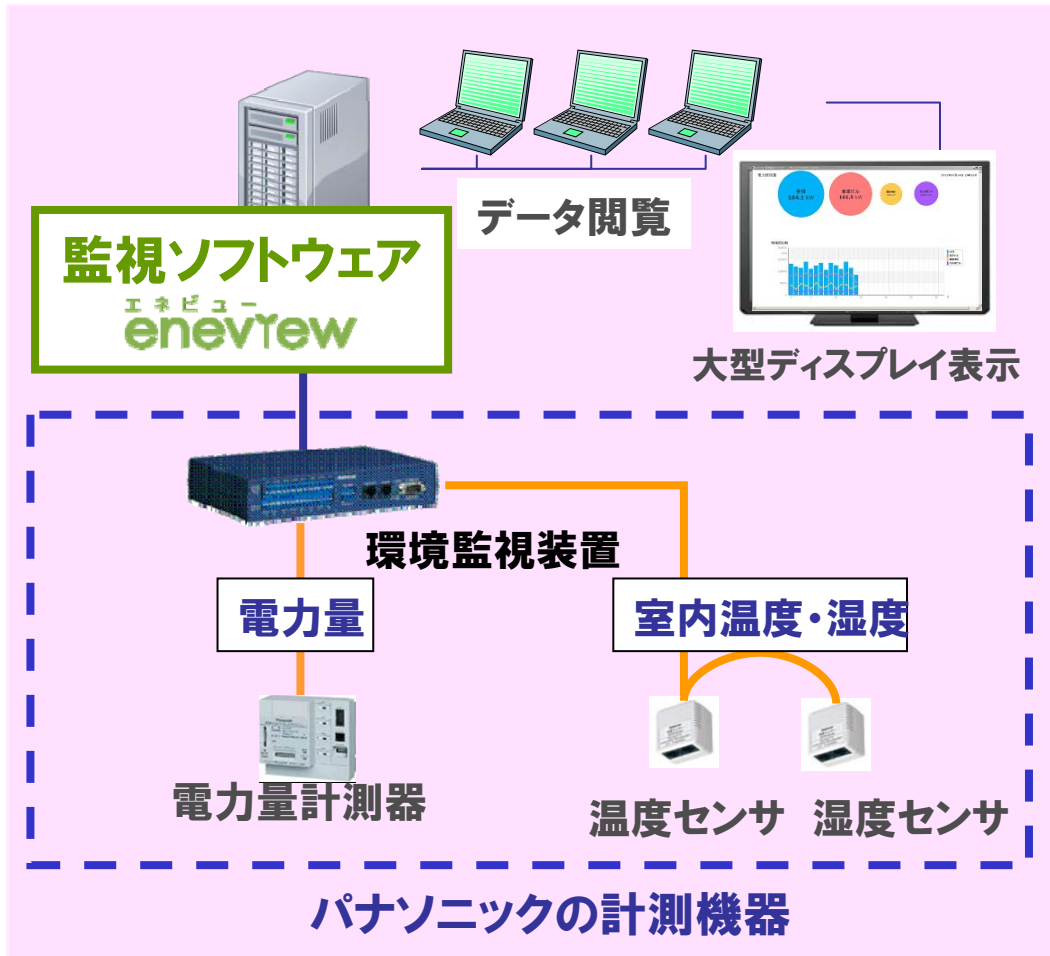 データ閲覧
監視ソフトウェア
エネビュー
enevıew
大型ディスプレイ表示
環境監視装置
電力量
室内温度・湿度
電力量計測器
温度センサ
湿度センサ
パナソニックの計測機器